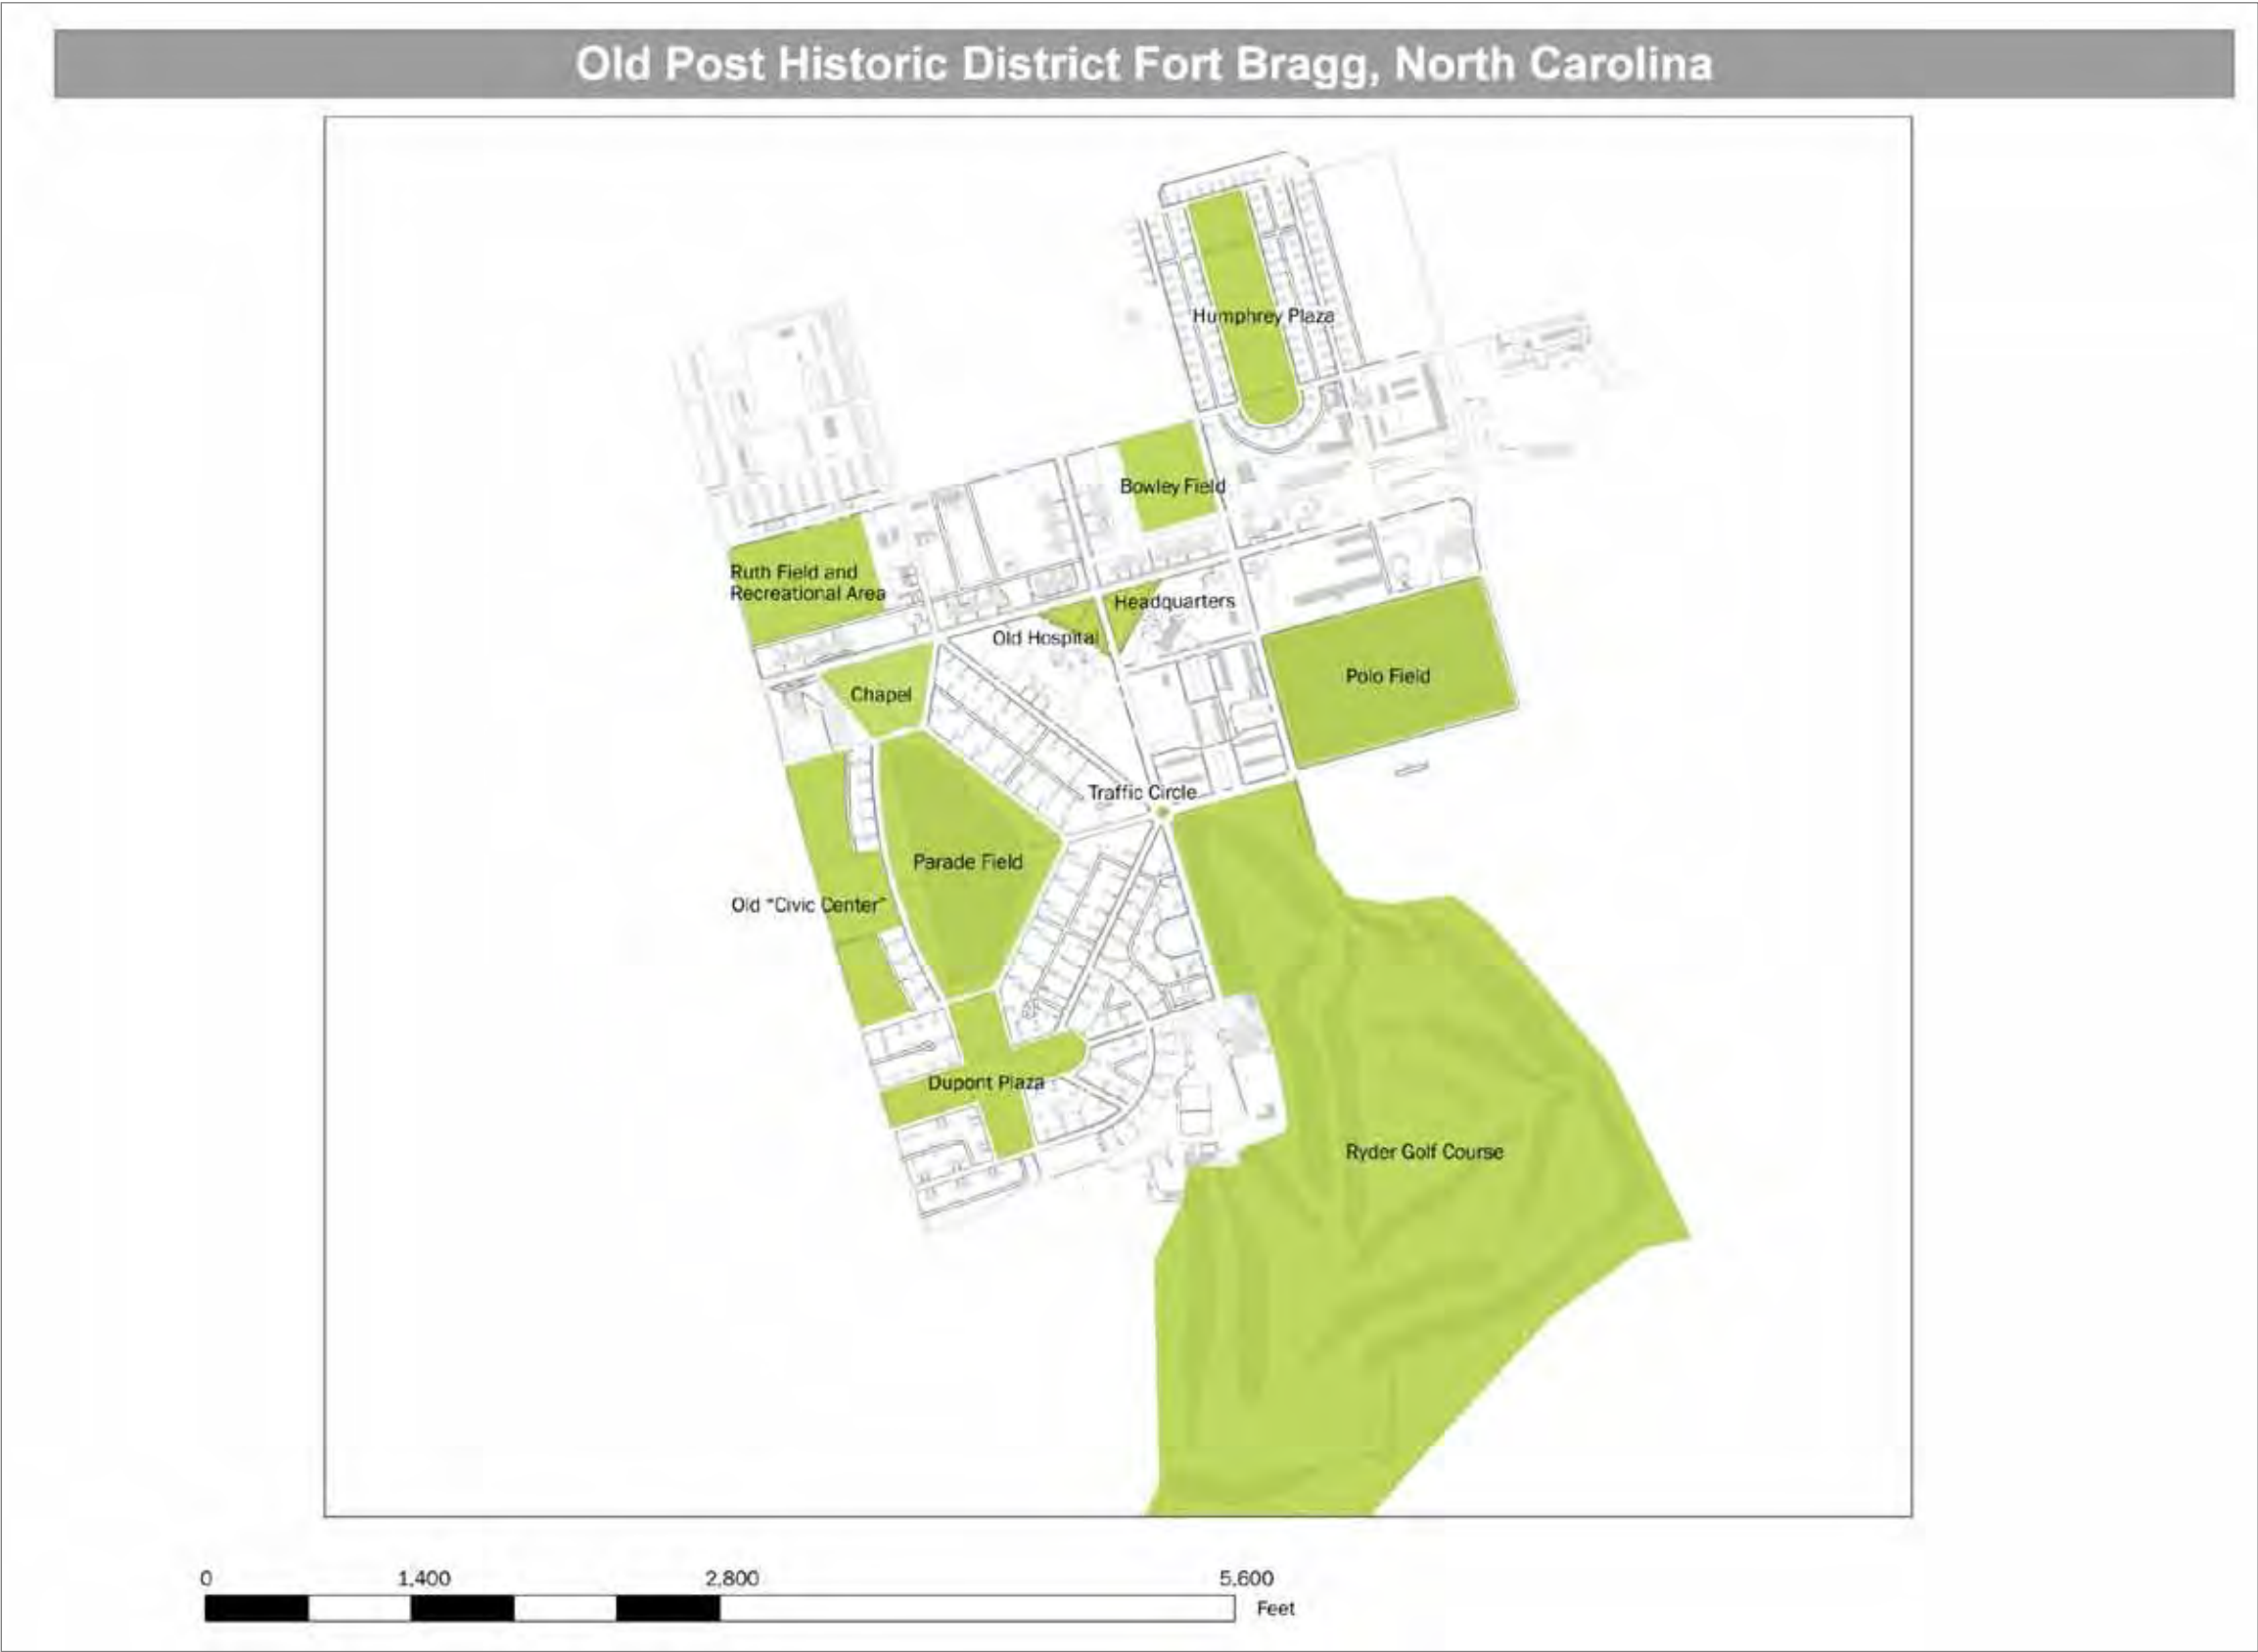 Old Post Historic District Fort Bragg, North Carolina
Humphrey Plaza
Bowley Field
Ruth Field and
Recreational Area
Headquarters
Old Hospital
Polo Field
Chapel
Traffic Circle
Parade Field
Old "Civic Center"
Dupont Plaza
Ryder Golf Course
0 1,400 2,800 5,600
Feet